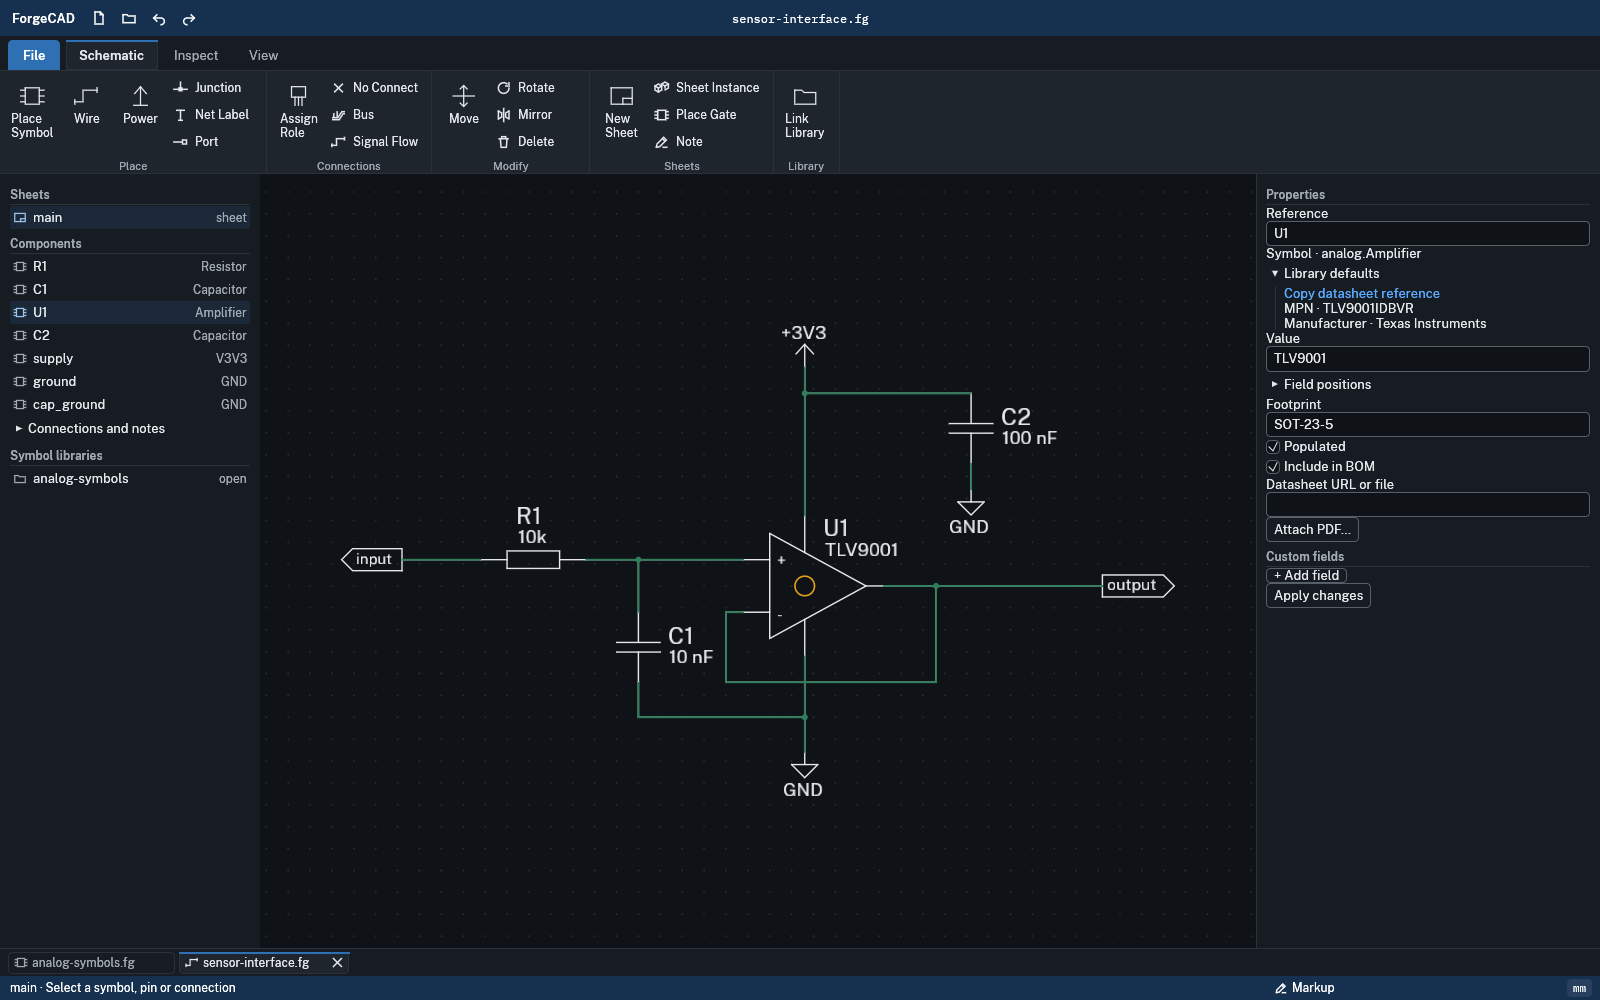 ForgeCAD
sensor-interface.fg
File
Schematic
Inspect
View
Place Symbol
Wire
Power
Junction
Net Label
Port
Place
Assign Role
No Connect
Bus
Signal Flow
Connections
Move
Rotate
Mirror
Delete
Modify
New Sheet
Sheet Instance
Place Gate
Note
Sheets
Link Library
Library
Sheets
main sheet
Components
R1 Resistor
C1 Capacitor
U1 Amplifier
C2 Capacitor
supply V3V3
ground GND
cap_ground GND
Connections and notes
Symbol libraries
analog-symbols open
+3V3
C2
100 nF
GND
R1
10k
U1
TLV9001
input
+
-
output
C1
10 nF
GND
Properties
Reference
U1
Symbol · analog.Amplifier
Library defaults
Copy datasheet reference
MPN · TLV9001IDBVR
Manufacturer · Texas Instruments
Value
TLV9001
Field positions
Footprint
SOT-23-5
Populated
Include in BOM
Datasheet URL or file
Attach PDF...
Custom fields
+ Add field
Apply changes
analog-symbols.fg
sensor-interface.fg
main · Select a symbol, pin or connection
Markup
mm